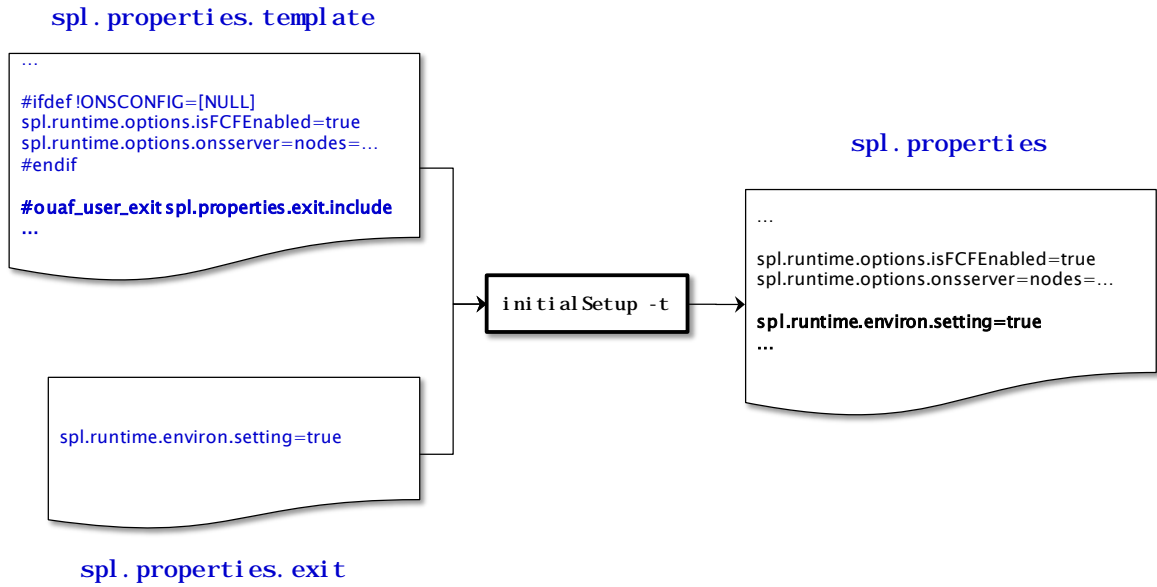 spl.properties.template
...
#ifdef !ONSCONFIG=[NULL]
spl.runtime.options.isFCFEnabled=true
spl.runtime.options.onsserver=nodes=...
#endif
#ouaf_user_exit spl.properties.exit.include
...
spl.runtime.environ.setting=true
spl.properties.exit
initialSetup -t
spl.properties
...
spl.runtime.options.isFCFEnabled=true
spl.runtime.options.onsserver=nodes=...
spl.runtime.environ.setting=true
...